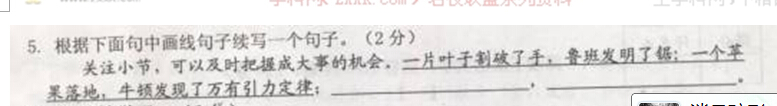 5. 根据下面句中画线句子续写一个句子。（2分）
关注小节，可以及时把握成大事的机会。一片叶子割破了手，鲁班发明了锯；一个苹
果落地，牛顿发现了万有引力定律；____________，____________。